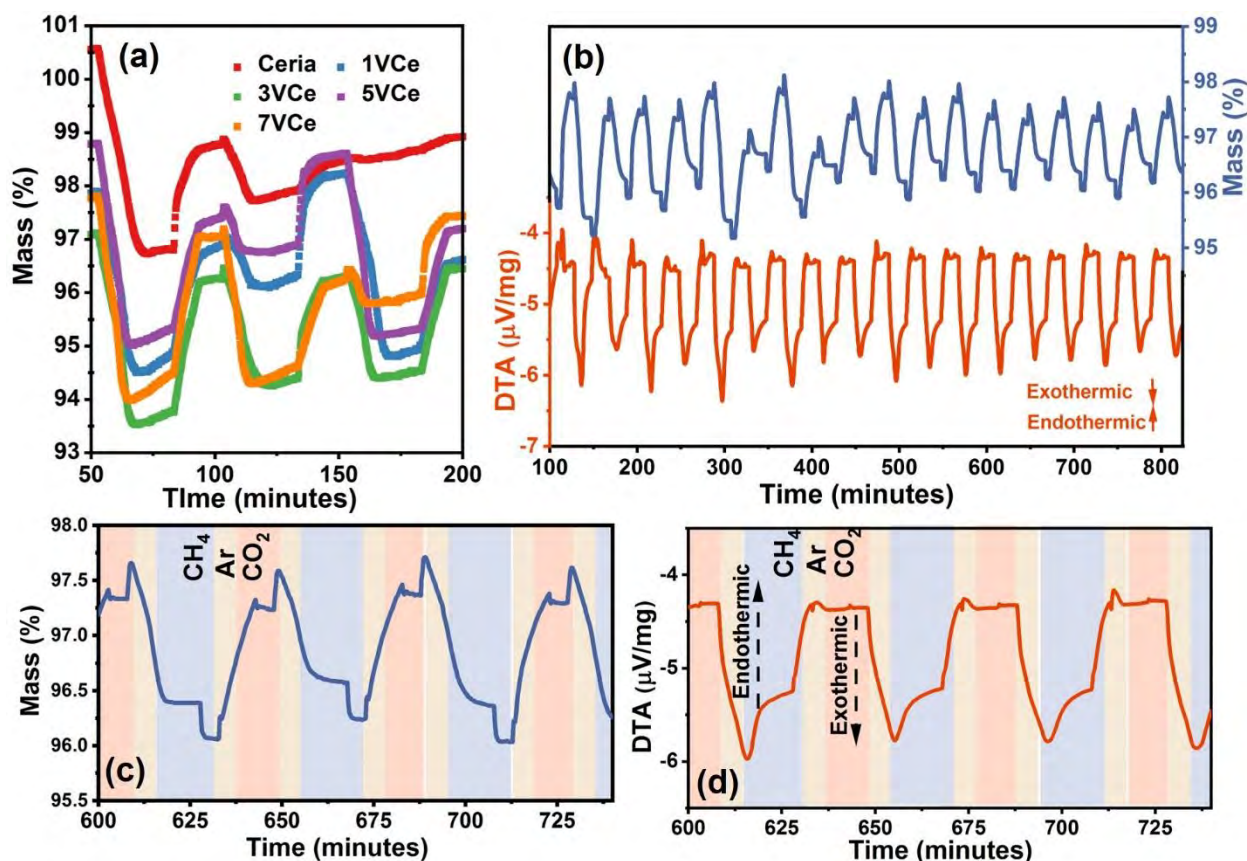 (a)
Ceria
1VCe
3VCe
5VCe
7VCe
101
100
99
98
97
96
95
94
93
Mass (%)
50
100
150
200
TIme (minutes)
(b)
99
98
97
96
95
Mass (%)
-4
-5
-6
-7
DTA (μV/mg)
Exothermic
Endothermic
100
200
300
400
500
600
700
800
Time (minutes)
98.0
97.5
97.0
96.5
96.0
95.5
Mass (%)
CH4
Ar
CO2
(c)
600
625
650
675
700
725
Time (minutes)
-4
-5
-6
DTA (μV/mg)
CH4
Ar
CO2
Endothermic
Exothermic
(d)
600
625
650
675
700
725
Time (minutes)